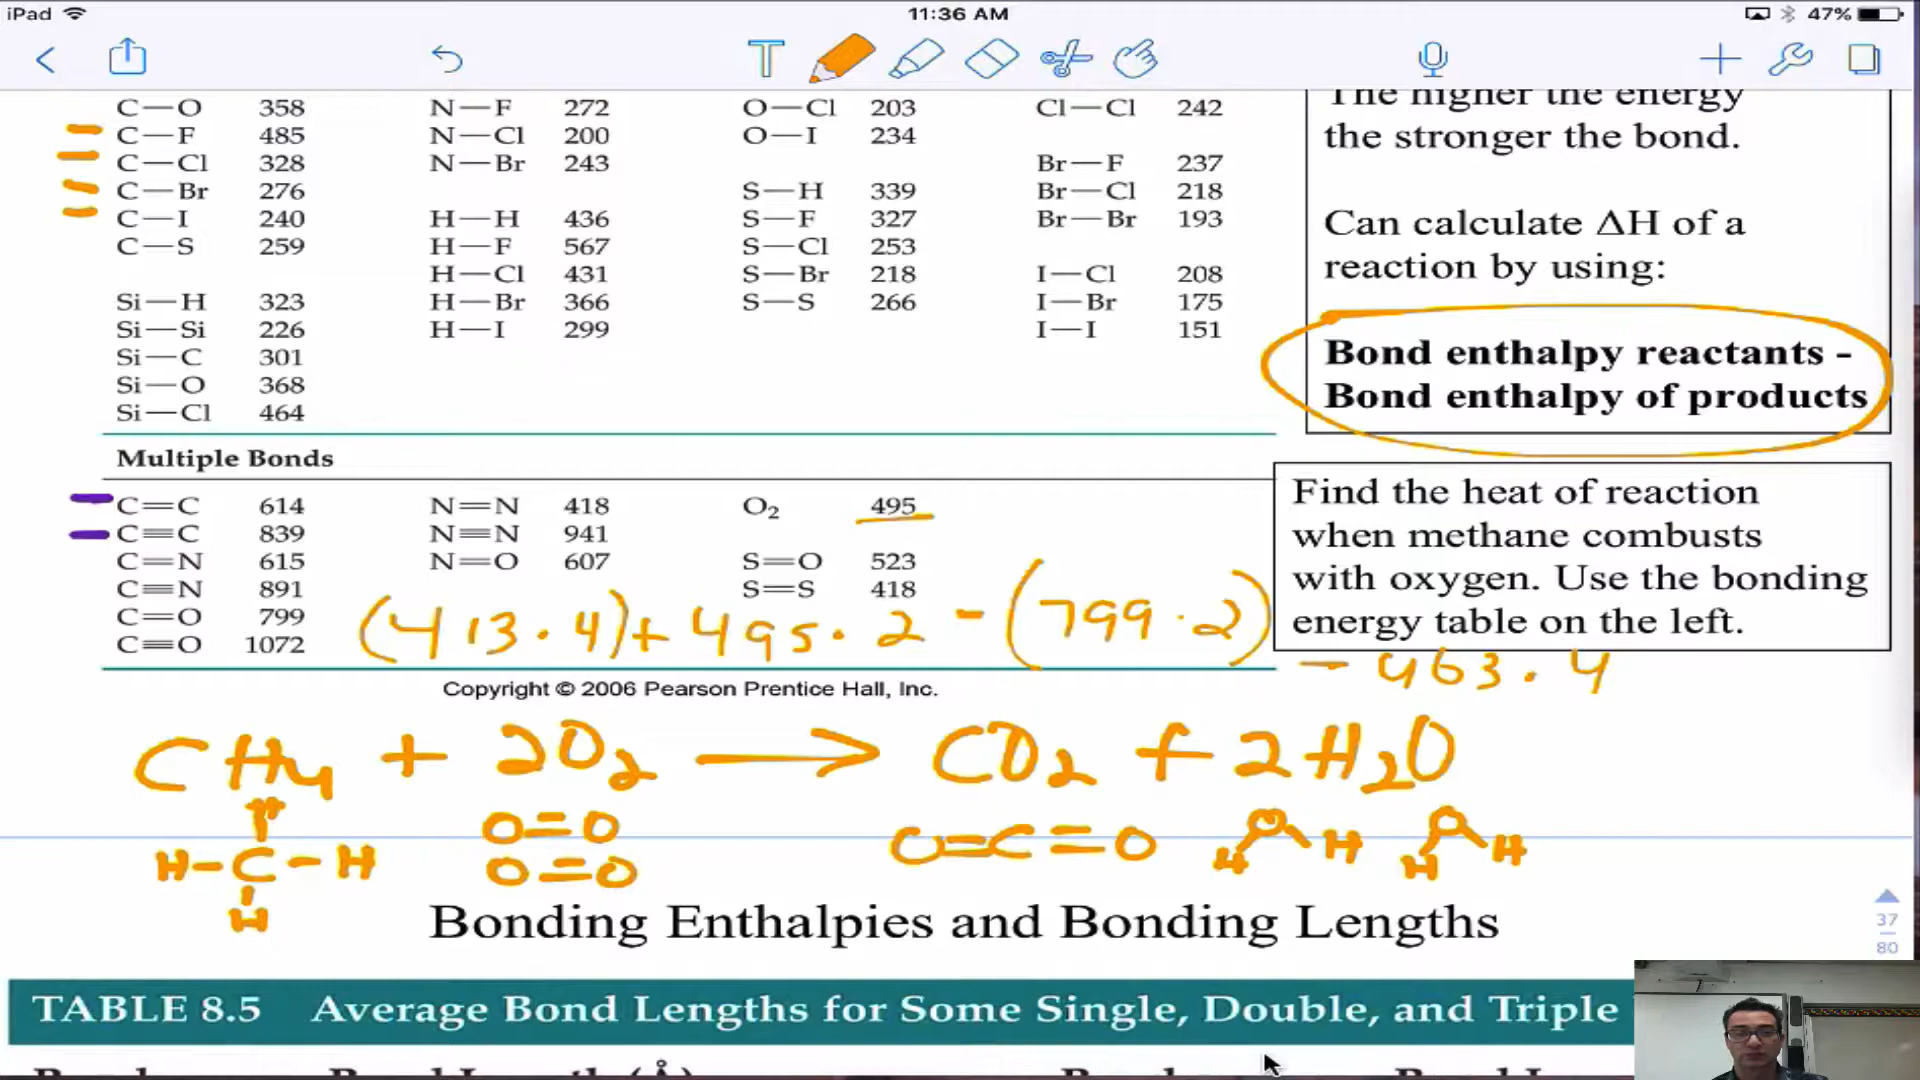 iPad 11:36 AM 47%
T
C—O 358 N—F 272 O—Cl 203 Cl—Cl 242
C—F 485 N—Cl 200 O—I 234
C—Cl 328 N—Br 243 Br—F 237
C—Br 276 S—H 339 Br—Cl 218
C—I 240 H—H 436 S—F 327 Br—Br 193
C—S 259 H—F 567 S—Cl 253
H—Cl 431 S—Br 218 I—Cl 208
Si—H 323 H—Br 366 S—S 266 I—Br 175
Si—Si 226 H—I 299 I—I 151
Si—C 301
Si—O 368
Si—Cl 464
The higher the energy
the stronger the bond.
Can calculate ΔH of a
reaction by using:
Bond enthalpy reactants -
Bond enthalpy of products
Multiple Bonds
C=C 614 N=N 418 O₂ 495
C≡C 839 N≡N 941
C=N 615 N=O 607 S=O 523
C≡N 891 S=S 418
C=O 799
C≡O 1072
Find the heat of reaction
when methane combusts
with oxygen. Use the bonding
energy table on the left.
(413·4)+495·2 -(799·2)
-463·4
Copyright © 2006 Pearson Prentice Hall, Inc.
CH₄ + 2O₂ → CO₂ + 2H₂O
H
H-C-H
H
O=O
O=O
O=C=O
O
H H
O
H H
Bonding Enthalpies and Bonding Lengths
37
80
TABLE 8.5 Average Bond Lengths for Some Single, Double, and Triple